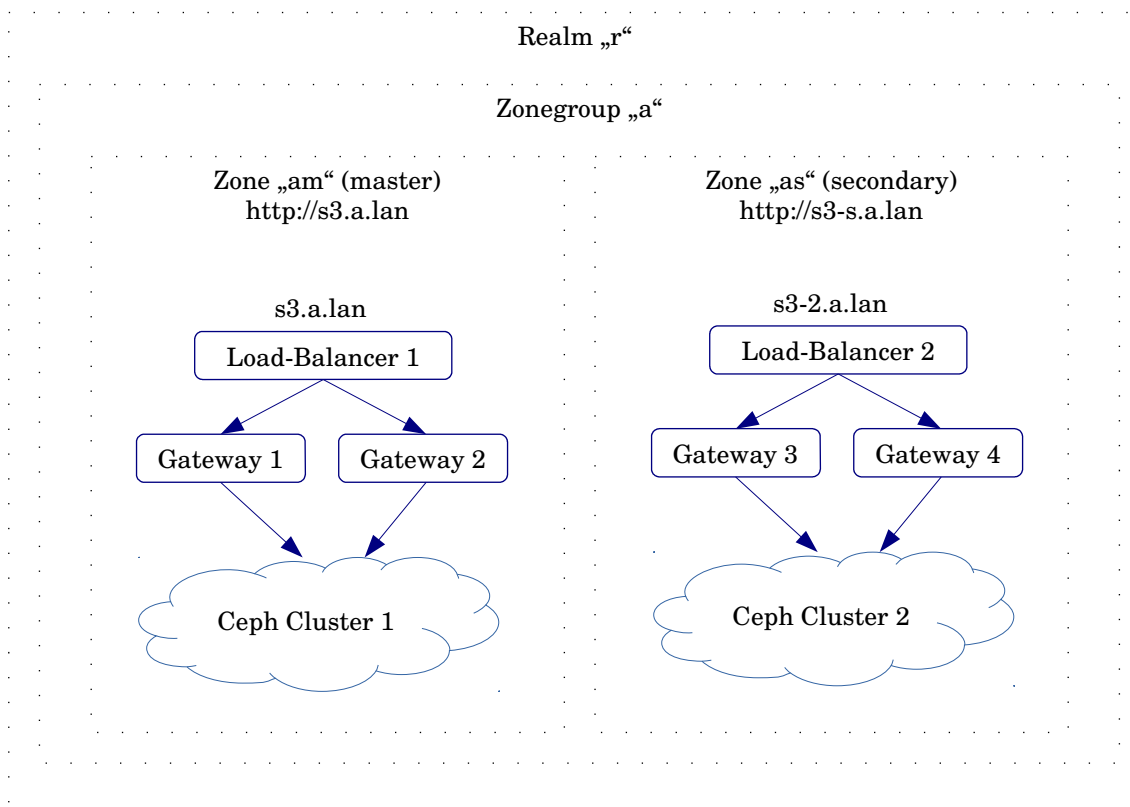 Realm „r“
Zonegroup „a“
Zone „am“ (master)
http://s3.a.lan
s3.a.lan
Load-Balancer 1
Gateway 1
Gateway 2
Ceph Cluster 1
Zone „as“ (secondary)
http://s3-s.a.lan
s3-2.a.lan
Load-Balancer 2
Gateway 3
Gateway 4
Ceph Cluster 2